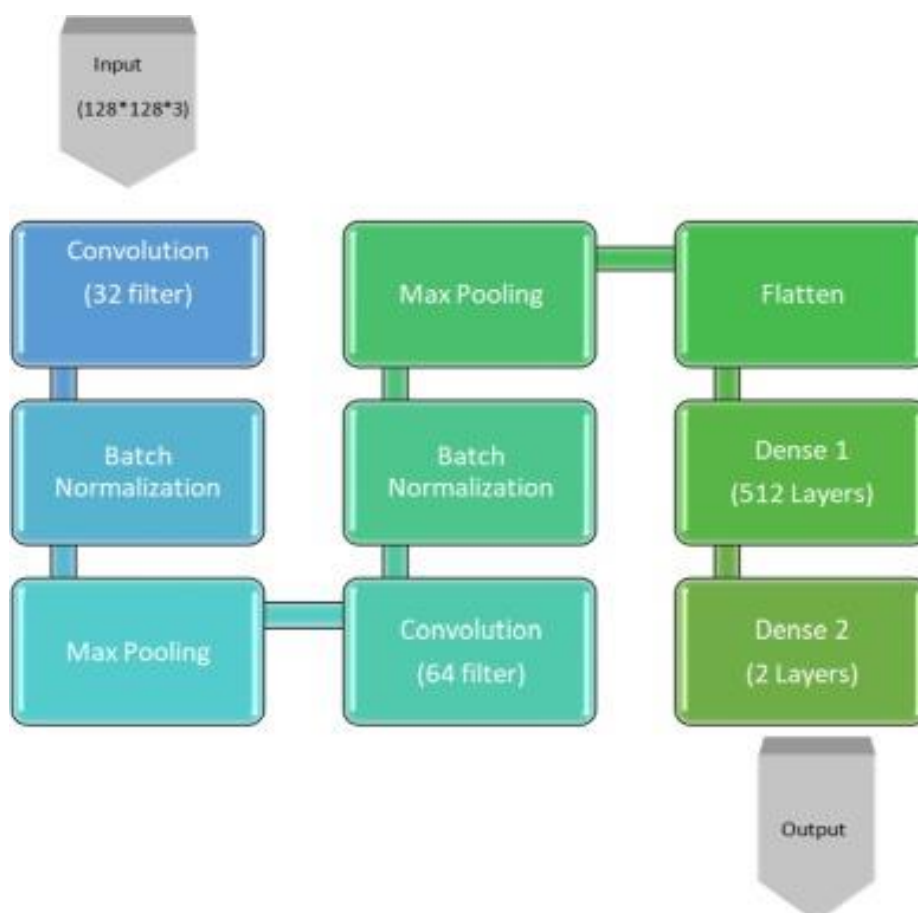 Input
(128*128*3)
Convolution
(32 filter)
Batch
Normalization
Max Pooling
Convolution
(64 filter)
Batch
Normalization
Max Pooling
Flatten
Dense 1
(512 Layers)
Dense 2
(2 Layers)
Output